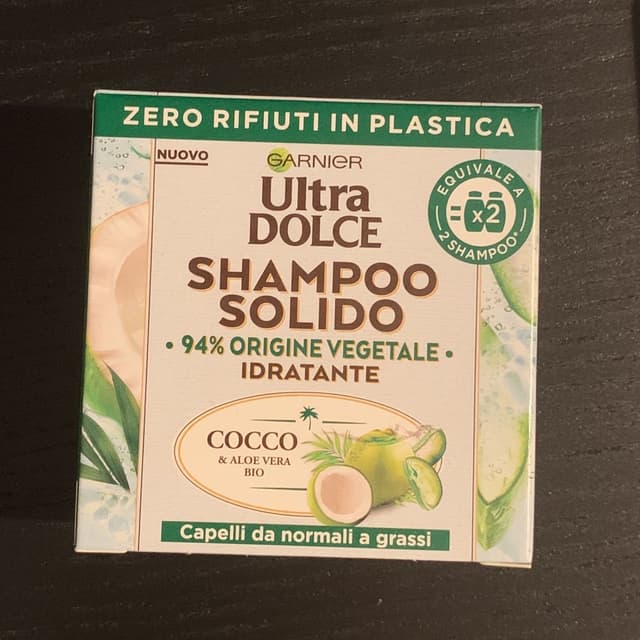 ZERO RIFIUTI IN PLASTICA
NUOVO
GARNIER
Ultra
DOLCE
EQUIVALE A
= x2
2 SHAMPOO*
SHAMPOO
SOLIDO
• 94% ORIGINE VEGETALE •
IDRATANTE
COCCO
& ALOE VERA
BIO
Capelli da normali a grassi